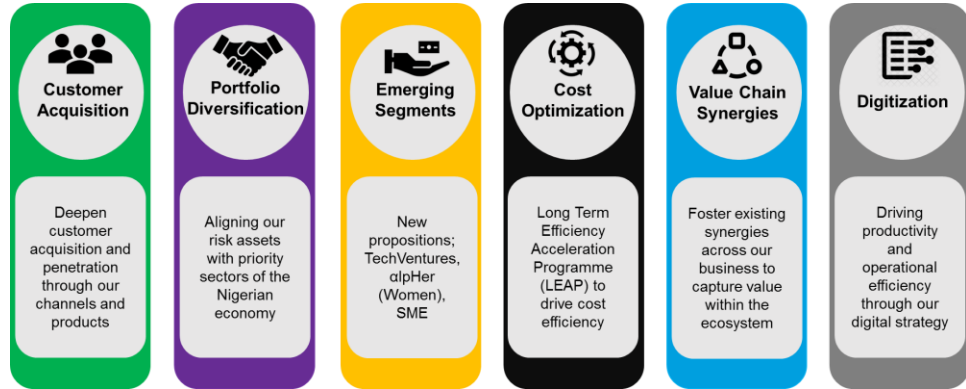 Customer
Acquisition
Deepen
customer
acquisition and
penetration
through our
channels and
products
Portfolio
Diversification
Aligning our
risk assets
with priority
sectors of the
Nigerian
economy
Emerging
Segments
New
propositions;
TechVentures,
αlpHer
(Women),
SME
Cost
Optimization
Long Term
Efficiency
Acceleration
Programme
(LEAP) to
drive cost
efficiency
Value Chain
Synergies
Foster existing
synergies
across our
business to
capture value
within the
ecosystem
Digitization
Driving
productivity
and
operational
efficiency
through our
digital strategy